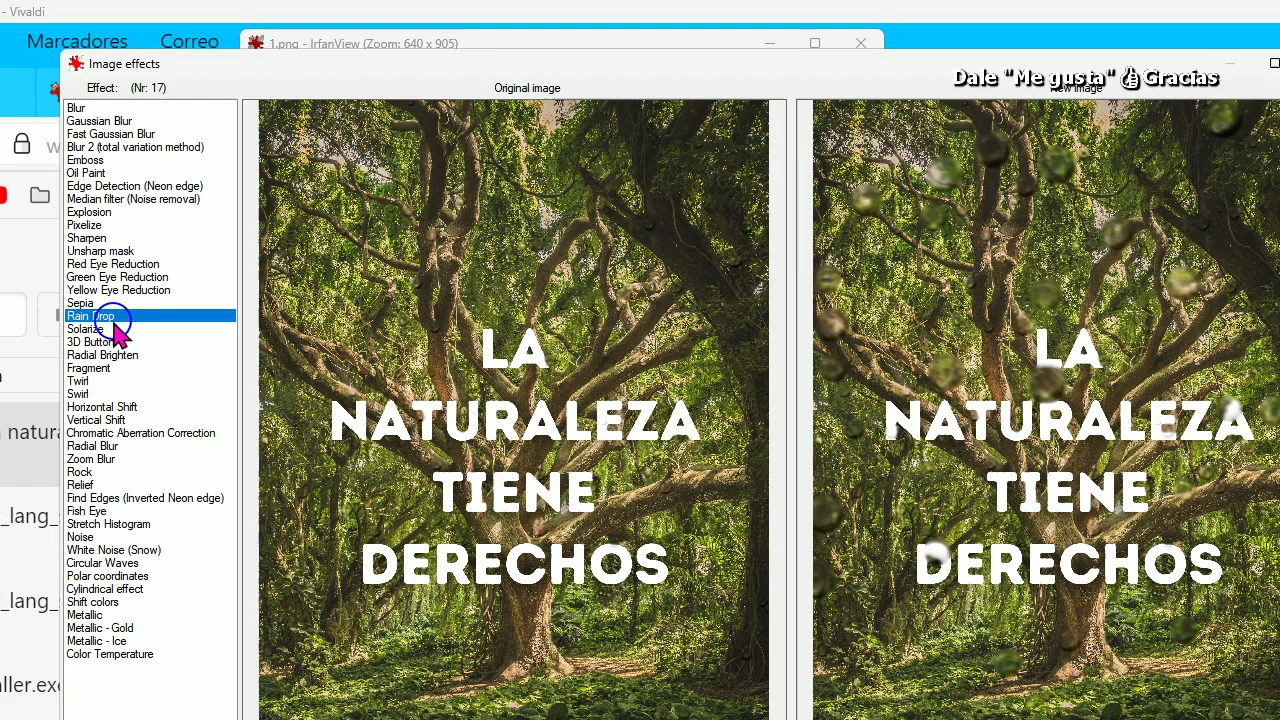 - Vivaldi
Marcadores Correo
1.png - IrfanView (Zoom: 640 x 905)
Image effects
Dale "Me gusta" Gracias
Effect: (Nr: 17)
Original image
New image
Blur
Gaussian Blur
Fast Gaussian Blur
Blur 2 (total variation method)
Emboss
Oil Paint
Edge Detection (Neon edge)
Median filter (Noise removal)
Explosion
Pixelize
Sharpen
Unsharp mask
Red Eye Reduction
Green Eye Reduction
Yellow Eye Reduction
Sepia
Rain Drop
Solarize
3D Button
Radial Brighten
Fragment
Twirl
Swirl
Horizontal Shift
Vertical Shift
Chromatic Aberration Correction
Radial Blur
Zoom Blur
Rock
Relief
Find Edges (Inverted Neon edge)
Fish Eye
Stretch Histogram
Noise
White Noise (Snow)
Circular Waves
Polar coordinates
Cylindrical effect
Shift colors
Metallic
Metallic - Gold
Metallic - Ice
Color Temperature
LA
NATURALEZA
TIENE
DERECHOS
LA
NATURALEZA
TIENE
DERECHOS
w
natura
_lang_
_lang_
ller.exe